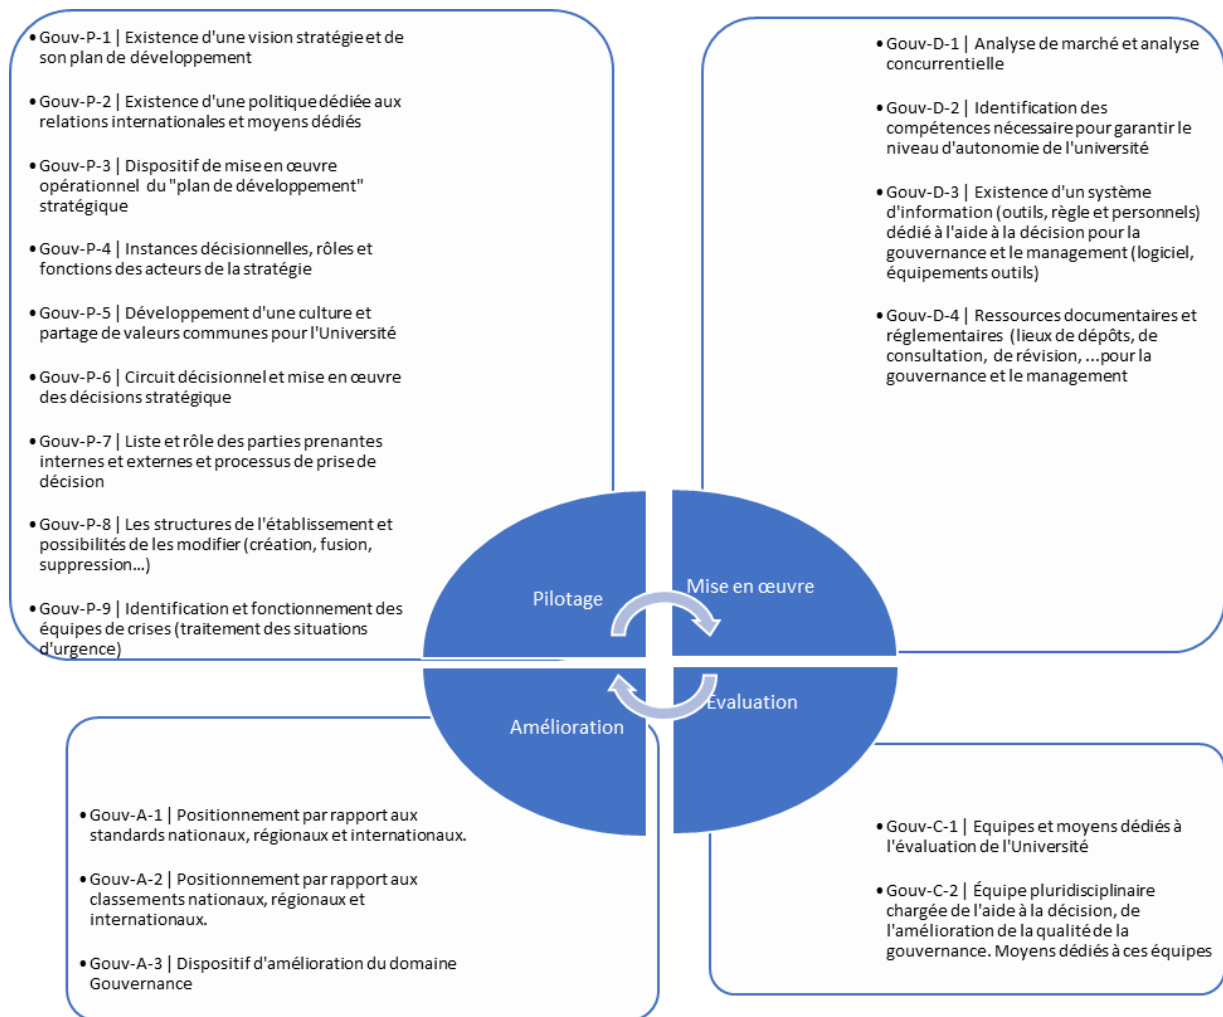 • Gouv-P-1 | Existence d'une vision stratégie et de
son plan de développement
• Gouv-P-2 | Existence d'une politique dédiée aux
relations internationales et moyens dédiés
• Gouv-P-3 | Dispositif de mise en œuvre
opérationnel du "plan de développement"
stratégique
• Gouv-P-4 | Instances décisionnelles, rôles et
fonctions des acteurs de la stratégie
• Gouv-P-5 | Développement d'une culture et
partage de valeurs communes pour l'Université
• Gouv-P-6 | Circuit décisionnel et mise en œuvre
des décisions stratégique
• Gouv-P-7 | Liste et rôle des parties prenantes
internes et externes et processus de prise de
décision
• Gouv-P-8 | Les structures de l'établissement et
possibilités de les modifier (création, fusion,
suppression...)
• Gouv-P-9 | Identification et fonctionnement des
équipes de crises (traitement des situations
d'urgence)
• Gouv-D-1 | Analyse de marché et analyse
concurrentielle
• Gouv-D-2 | Identification des
compétences nécessaire pour garantir le
niveau d'autonomie de l'université
• Gouv-D-3 | Existence d'un système
d'information (outils, règle et personnels)
dédié à l'aide à la décision pour la
gouvernance et le management (logiciel,
équipements outils)
• Gouv-D-4 | Ressources documentaires et
réglementaires (lieux de dépôts, de
consultation, de révision, ...pour la
gouvernance et le management
Pilotage
Mise en œuvre
Amélioration
Évaluation
• Gouv-A-1 | Positionnement par rapport aux
standards nationaux, régionaux et internationaux.
• Gouv-A-2 | Positionnement par rapport aux
classements nationaux, régionaux et
internationaux.
• Gouv-A-3 | Dispositif d'amélioration du domaine
Gouvernance
• Gouv-C-1 | Equipes et moyens dédiés à
l'évaluation de l'Université
• Gouv-C-2 | Équipe pluridisciplinaire
chargée de l'aide à la décision, de
l'amélioration de la qualité de la
gouvernance. Moyens dédiés à ces équipes